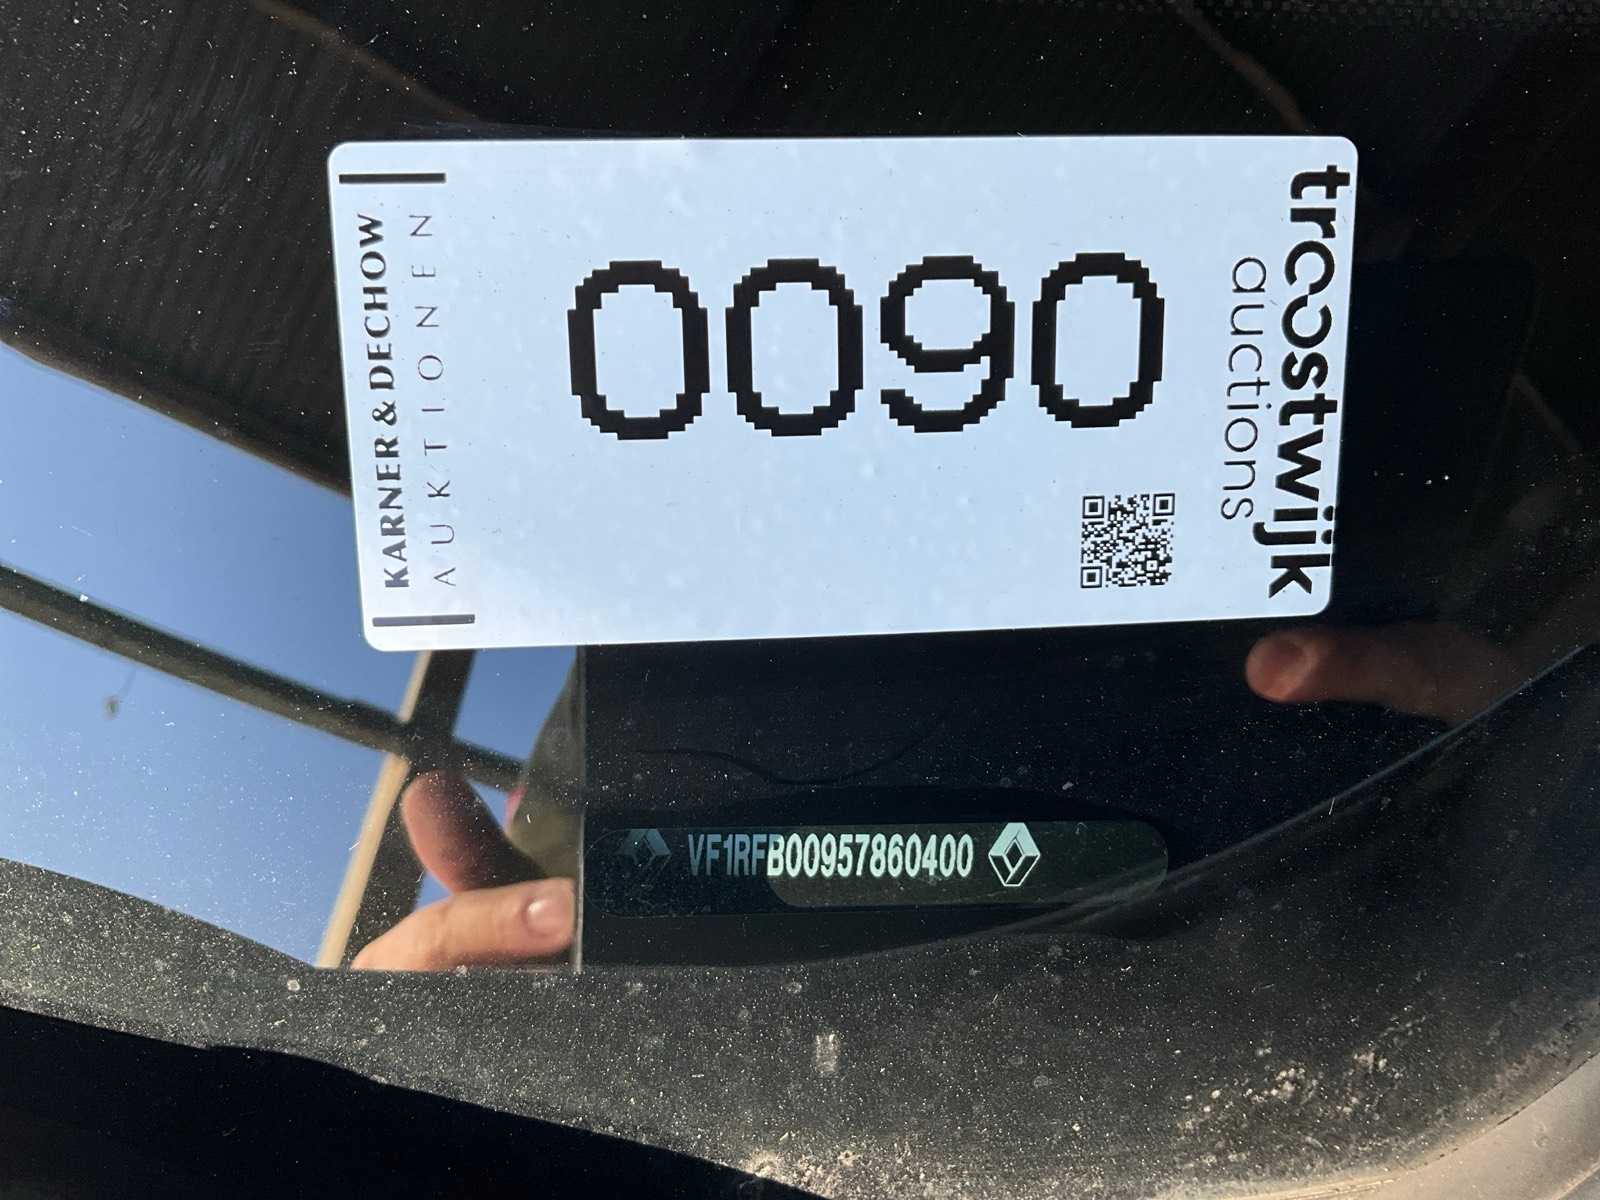 KARNER & DECHOW
AUKTIONEN
0090
troostwijk
auctions
VF1RFB00957860400